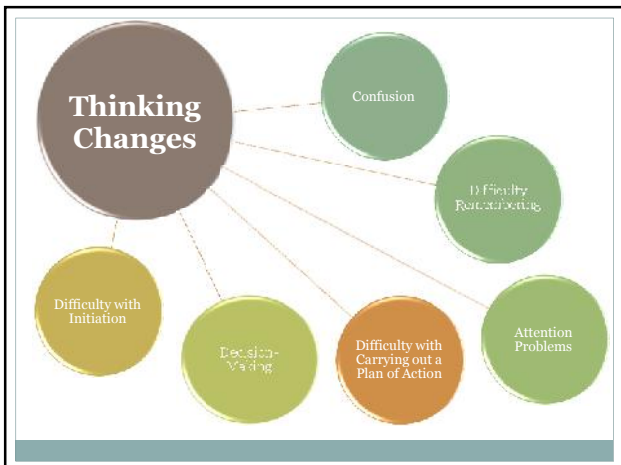 Thinking
Changes
Confusion
Difficulty
Remembering
Attention
Problems
Difficulty with
Carrying out a
Plan of Action
Decision-
Making
Difficulty with
Initiation